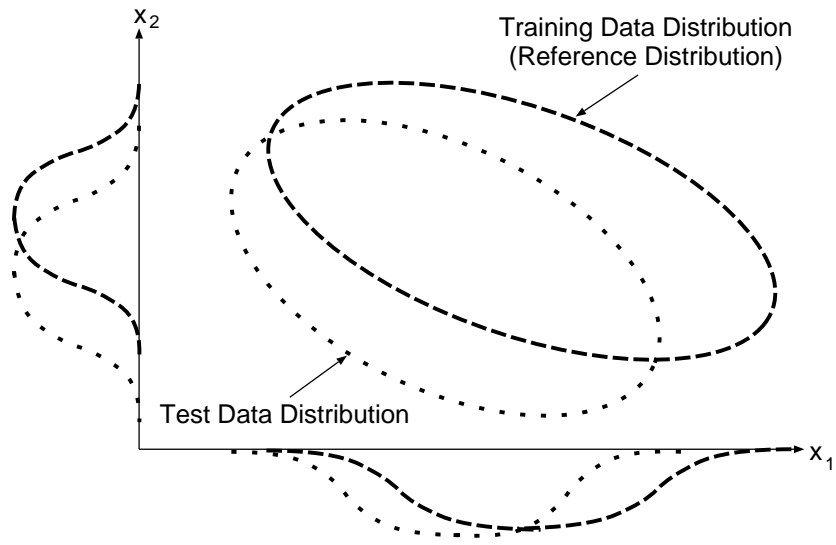 x2
Training Data Distribution
(Reference Distribution)
Test Data Distribution
x1